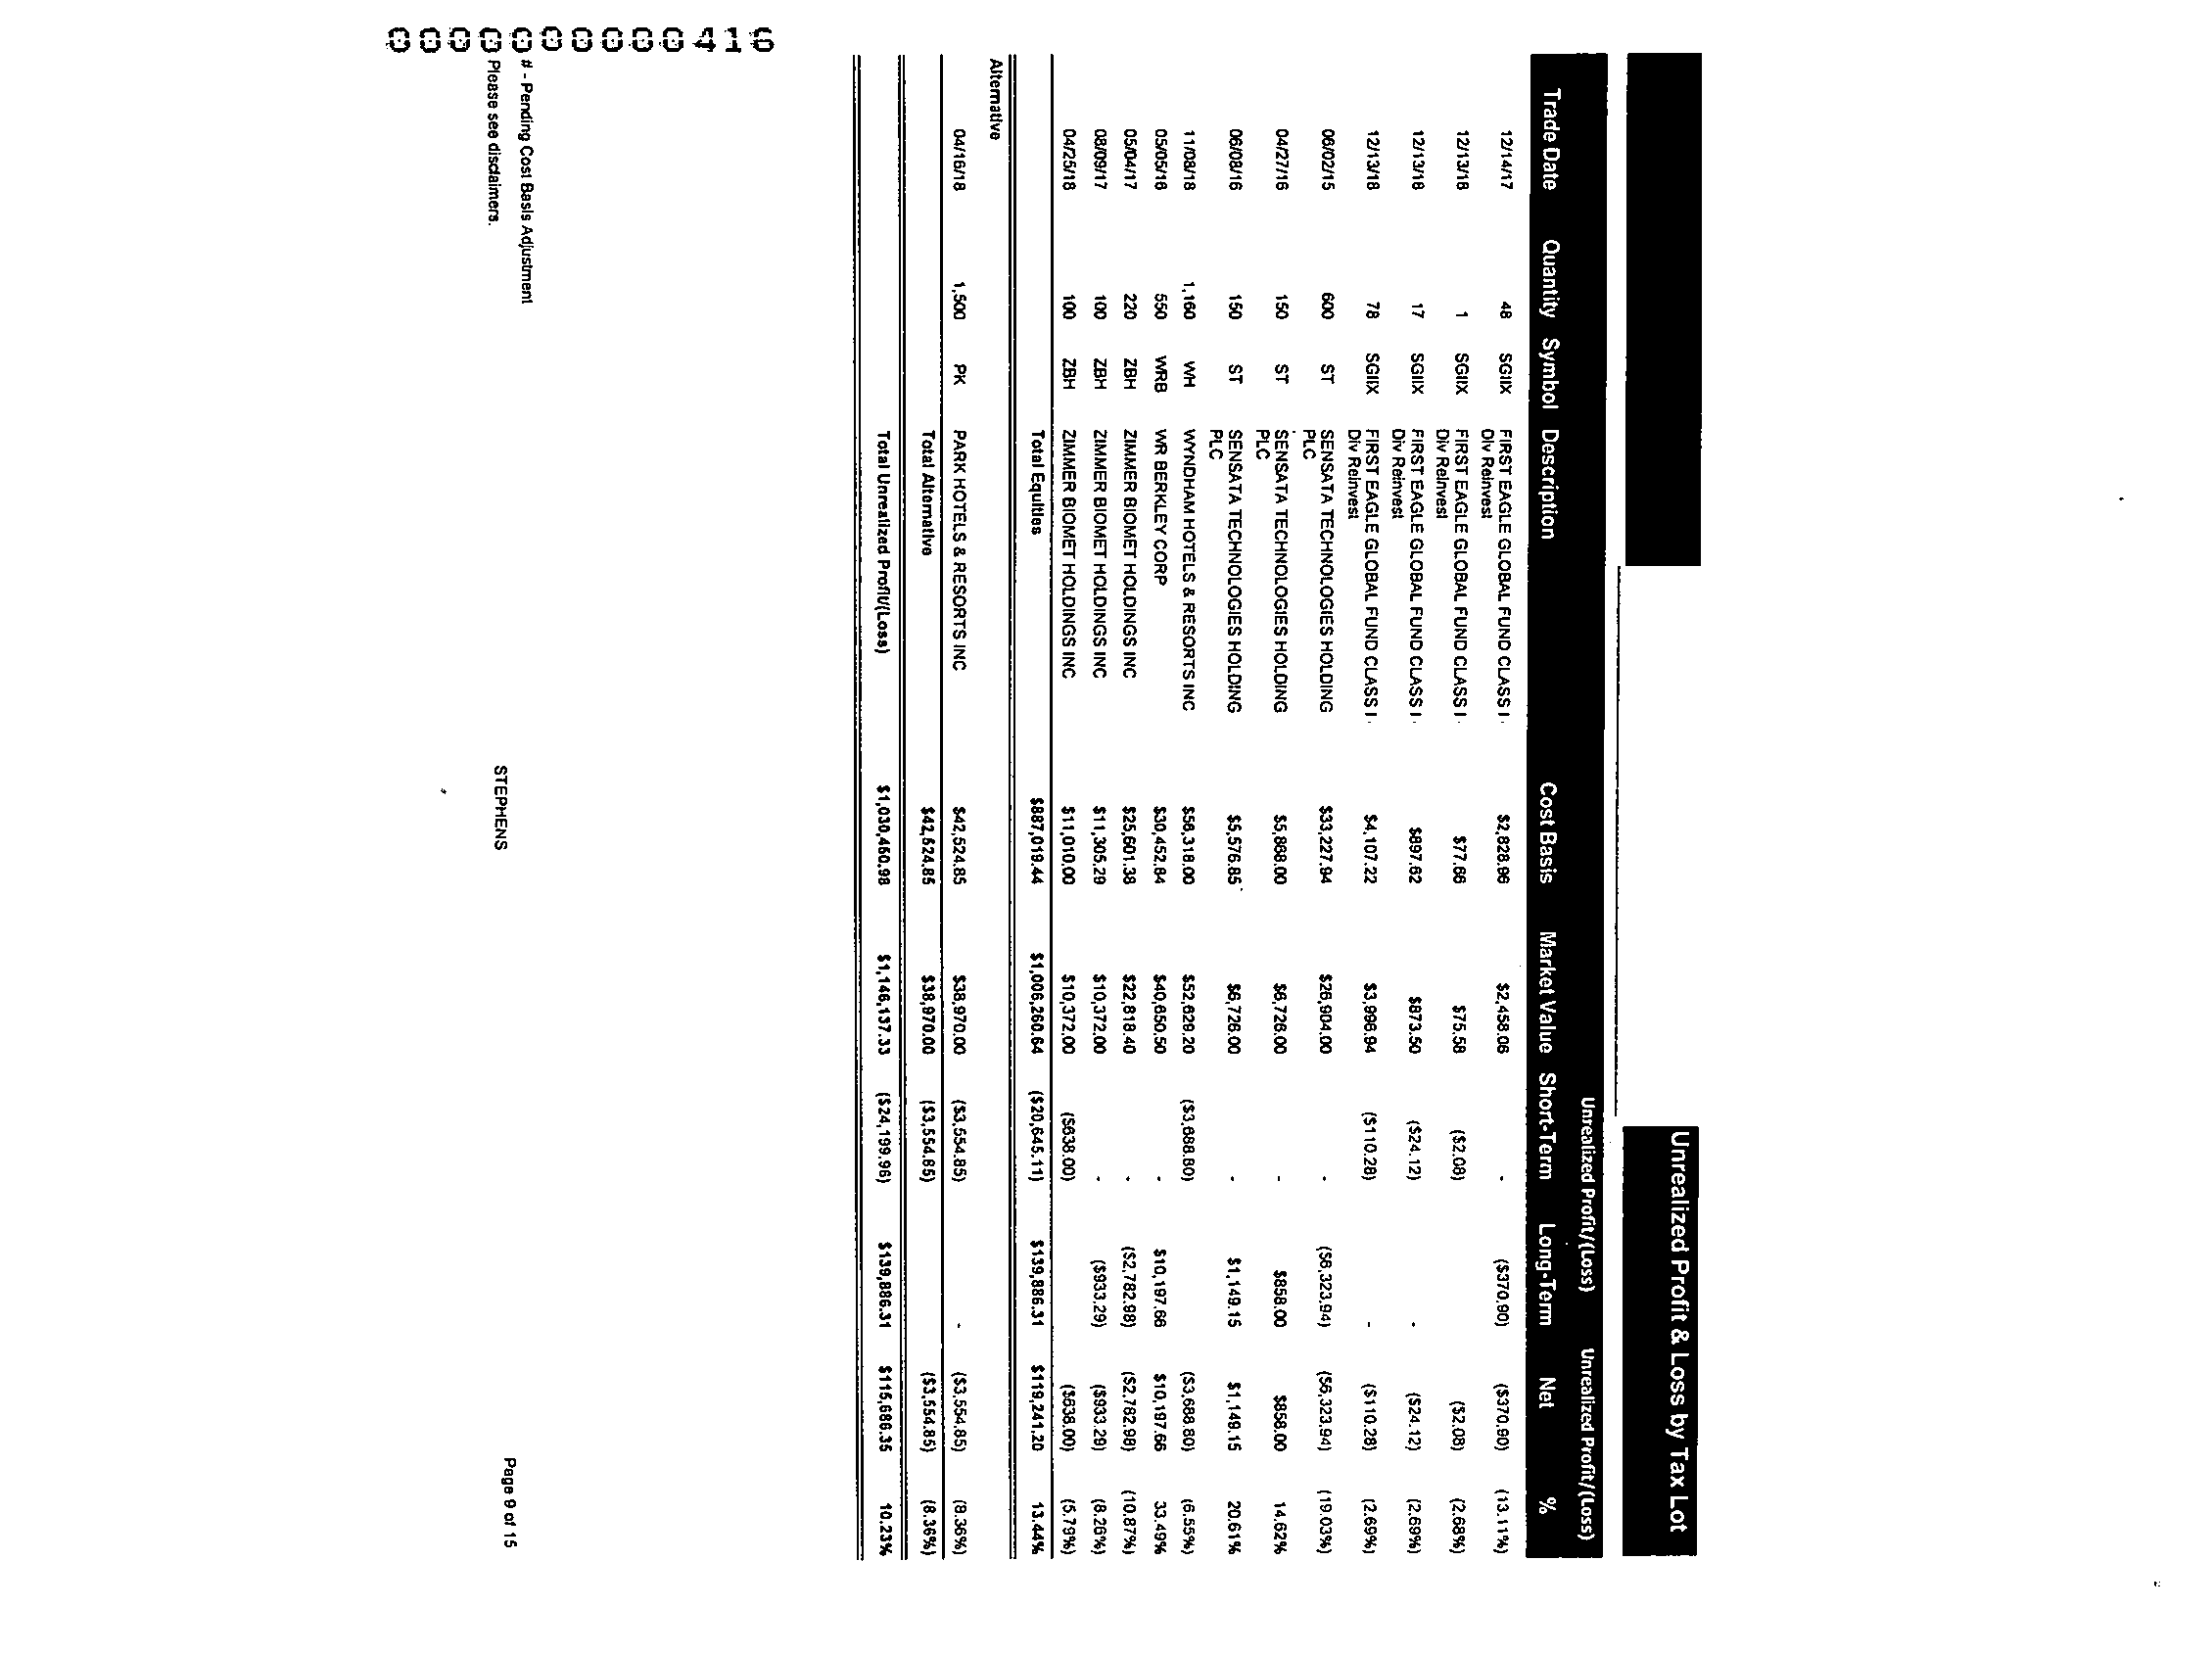 Unrealized Profit & Loss by Tax Lot
Unrealized Profit/(Loss) Unrealized Profit/(Loss)
Trade Date Quantity Symbol Description Cost Basis Market Value Short-Term Long-Term Net %
12/14/17 48 SGIIX FIRST EAGLE GLOBAL FUND CLASS I - $2,828.96 $2,458.06 - ($370.90) ($370.90) (13.11%)
Div Reinvest
12/13/18 1 SGIIX FIRST EAGLE GLOBAL FUND CLASS I - $77.66 $75.58 ($2.08) ($2.08) (2.68%)
Div Reinvest
12/13/18 17 SGIIX FIRST EAGLE GLOBAL FUND CLASS I - $897.62 $873.50 ($24.12) - ($24.12) (2.69%)
Div Reinvest
12/13/18 78 SGIIX FIRST EAGLE GLOBAL FUND CLASS I - $4,107.22 $3,996.94 ($110.28) - ($110.28) (2.69%)
Div Reinvest
06/02/15 600 ST SENSATA TECHNOLOGIES HOLDING $33,227.94 $26,904.00 - ($6,323.94) ($6,323.94) (19.03%)
PLC
04/27/16 150 ST SENSATA TECHNOLOGIES HOLDING $5,868.00 $6,726.00 - $858.00 $858.00 14.62%
PLC
06/08/16 150 ST SENSATA TECHNOLOGIES HOLDING $5,576.85 $6,726.00 - $1,149.15 $1,149.15 20.61%
PLC
11/08/18 1,160 WH WYNDHAM HOTELS & RESORTS INC $56,318.00 $52,629.20 ($3,688.80) ($3,688.80) (6.55%)
05/05/16 550 WRB WR BERKLEY CORP $30,452.84 $40,650.50 - $10,197.66 $10,197.66 33.49%
05/04/17 220 ZBH ZIMMER BIOMET HOLDINGS INC $25,601.38 $22,818.40 - ($2,782.98) ($2,782.98) (10.87%)
08/09/17 100 ZBH ZIMMER BIOMET HOLDINGS INC $11,305.29 $10,372.00 - ($933.29) ($933.29) (8.26%)
04/25/18 100 ZBH ZIMMER BIOMET HOLDINGS INC $11,010.00 $10,372.00 ($638.00) ($638.00) (5.79%)
Total Equities $887,019.44 $1,006,260.64 ($20,645.11) $139,886.31 $119,241.20 13.44%
Alternative
04/16/18 1,500 PK PARK HOTELS & RESORTS INC $42,524.85 $38,970.00 ($3,554.85) - ($3,554.85) (8.36%)
Total Alternative $42,524.85 $38,970.00 ($3,554.85) ($3,554.85) (8.36%)
Total Unrealized Profit/(Loss) $1,030,450.98 $1,146,137.33 ($24,199.96) $139,886.31 $115,686.35 10.23%
# - Pending Cost Basis Adjustment
Please see disclaimers. STEPHENS Page 9 of 15
0000000000416